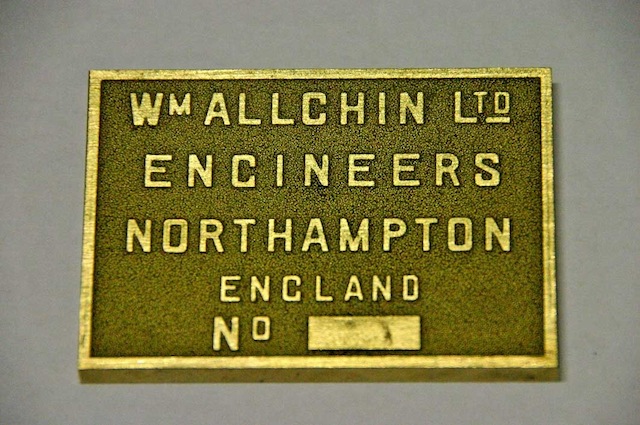 WM ALLCHIN LTD
ENGINEERS
NORTHAMPTON
ENGLAND
NO